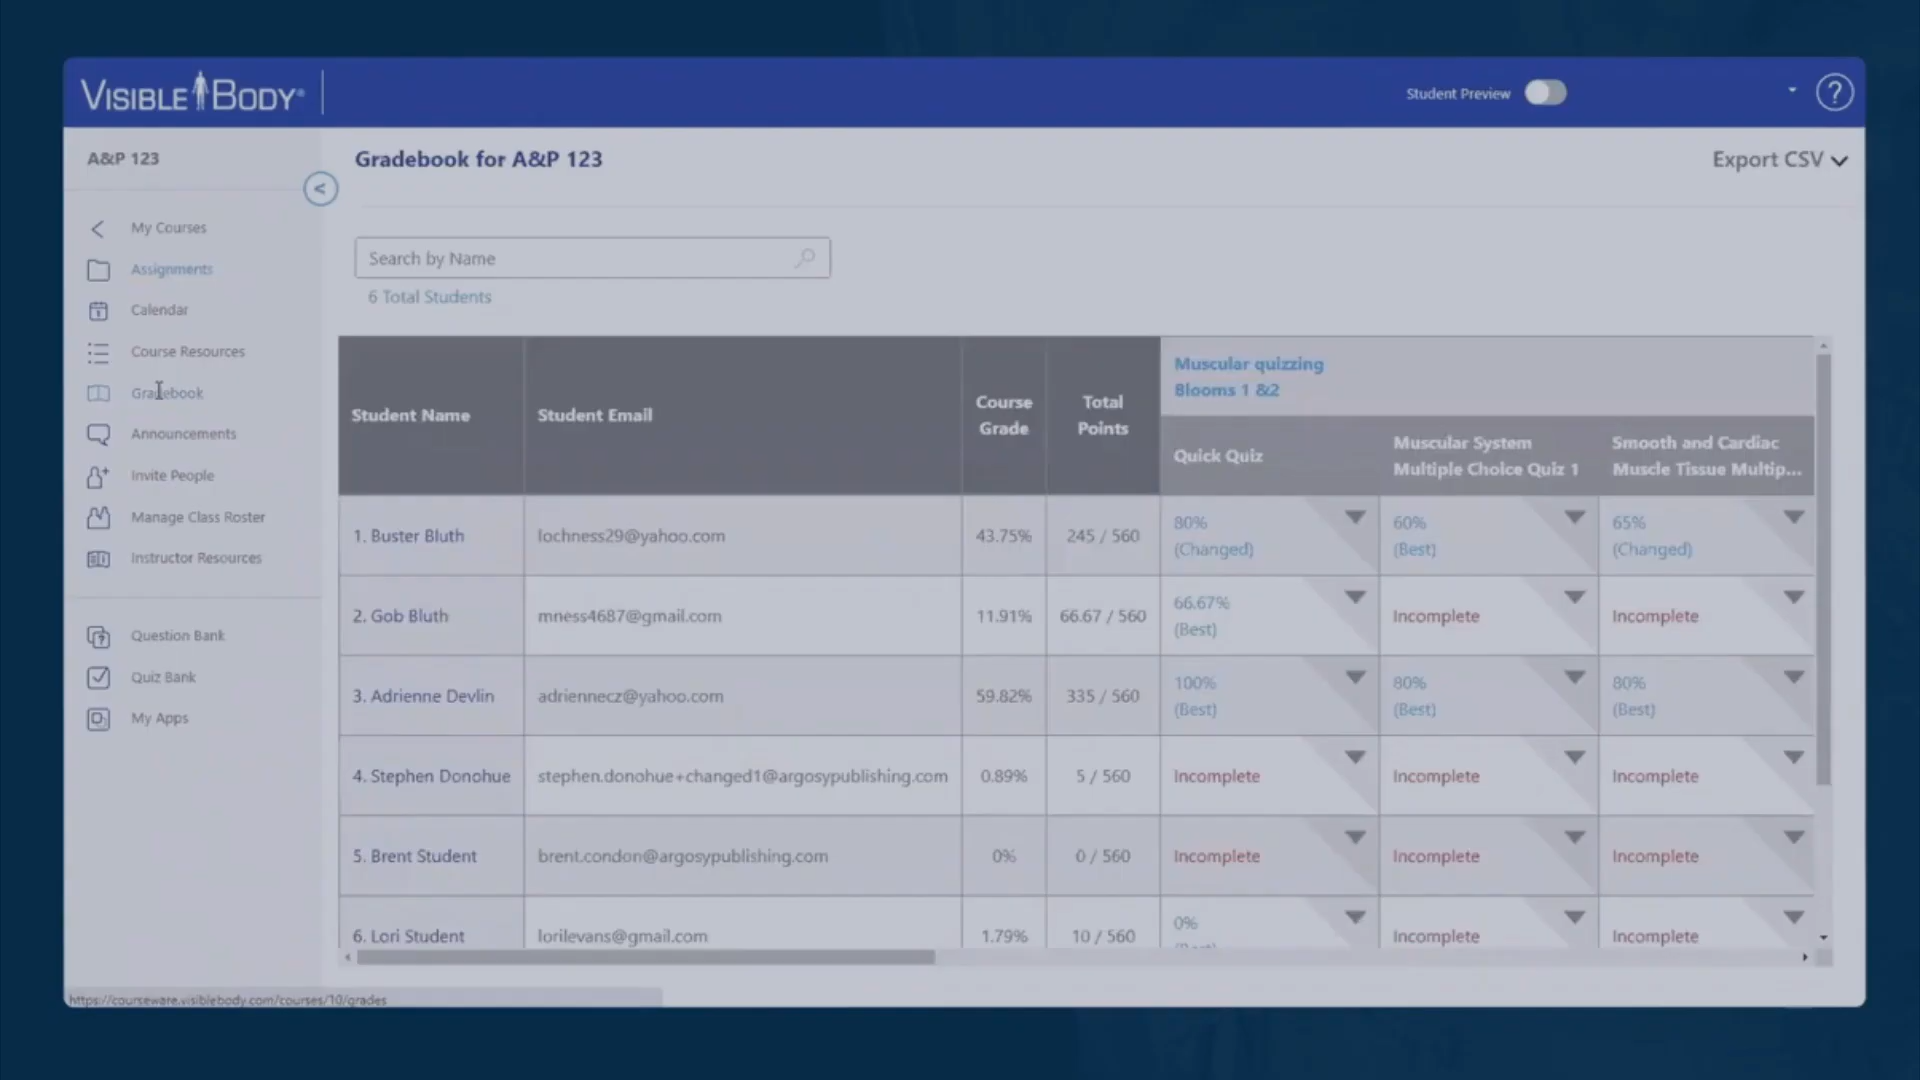 VISIBLE BODY®
Student Preview
?
A&P 123
<
Gradebook for A&P 123
Export CSV
My Courses
Assignments
Calendar
Course Resources
Gradebook
Announcements
Invite People
Manage Class Roster
Instructor Resources
Question Bank
Quiz Bank
My Apps
Search by Name
6 Total Students
Student Name
Student Email
Course
Grade
Total
Points
Muscular quizzing
Blooms 1 &2
Quick Quiz
Muscular System
Multiple Choice Quiz 1
Smooth and Cardiac
Muscle Tissue Multip...
1. Buster Bluth
lochness29@yahoo.com
43.75%
245 / 560
80%
(Changed)
60%
(Best)
65%
(Changed)
2. Gob Bluth
mness4687@gmail.com
11.91%
66.67 / 560
66.67%
(Best)
Incomplete
Incomplete
3. Adrienne Devlin
adriennecz@yahoo.com
59.82%
335 / 560
100%
(Best)
80%
(Best)
80%
(Best)
4. Stephen Donohue
stephen.donohue+changed1@argosypublishing.com
0.89%
5 / 560
Incomplete
Incomplete
Incomplete
5. Brent Student
brent.condon@argosypublishing.com
0%
0 / 560
Incomplete
Incomplete
Incomplete
6. Lori Student
lorilevans@gmail.com
1.79%
10 / 560
0%
Incomplete
Incomplete
https://courseware.visiblebody.com/courses/10/grades